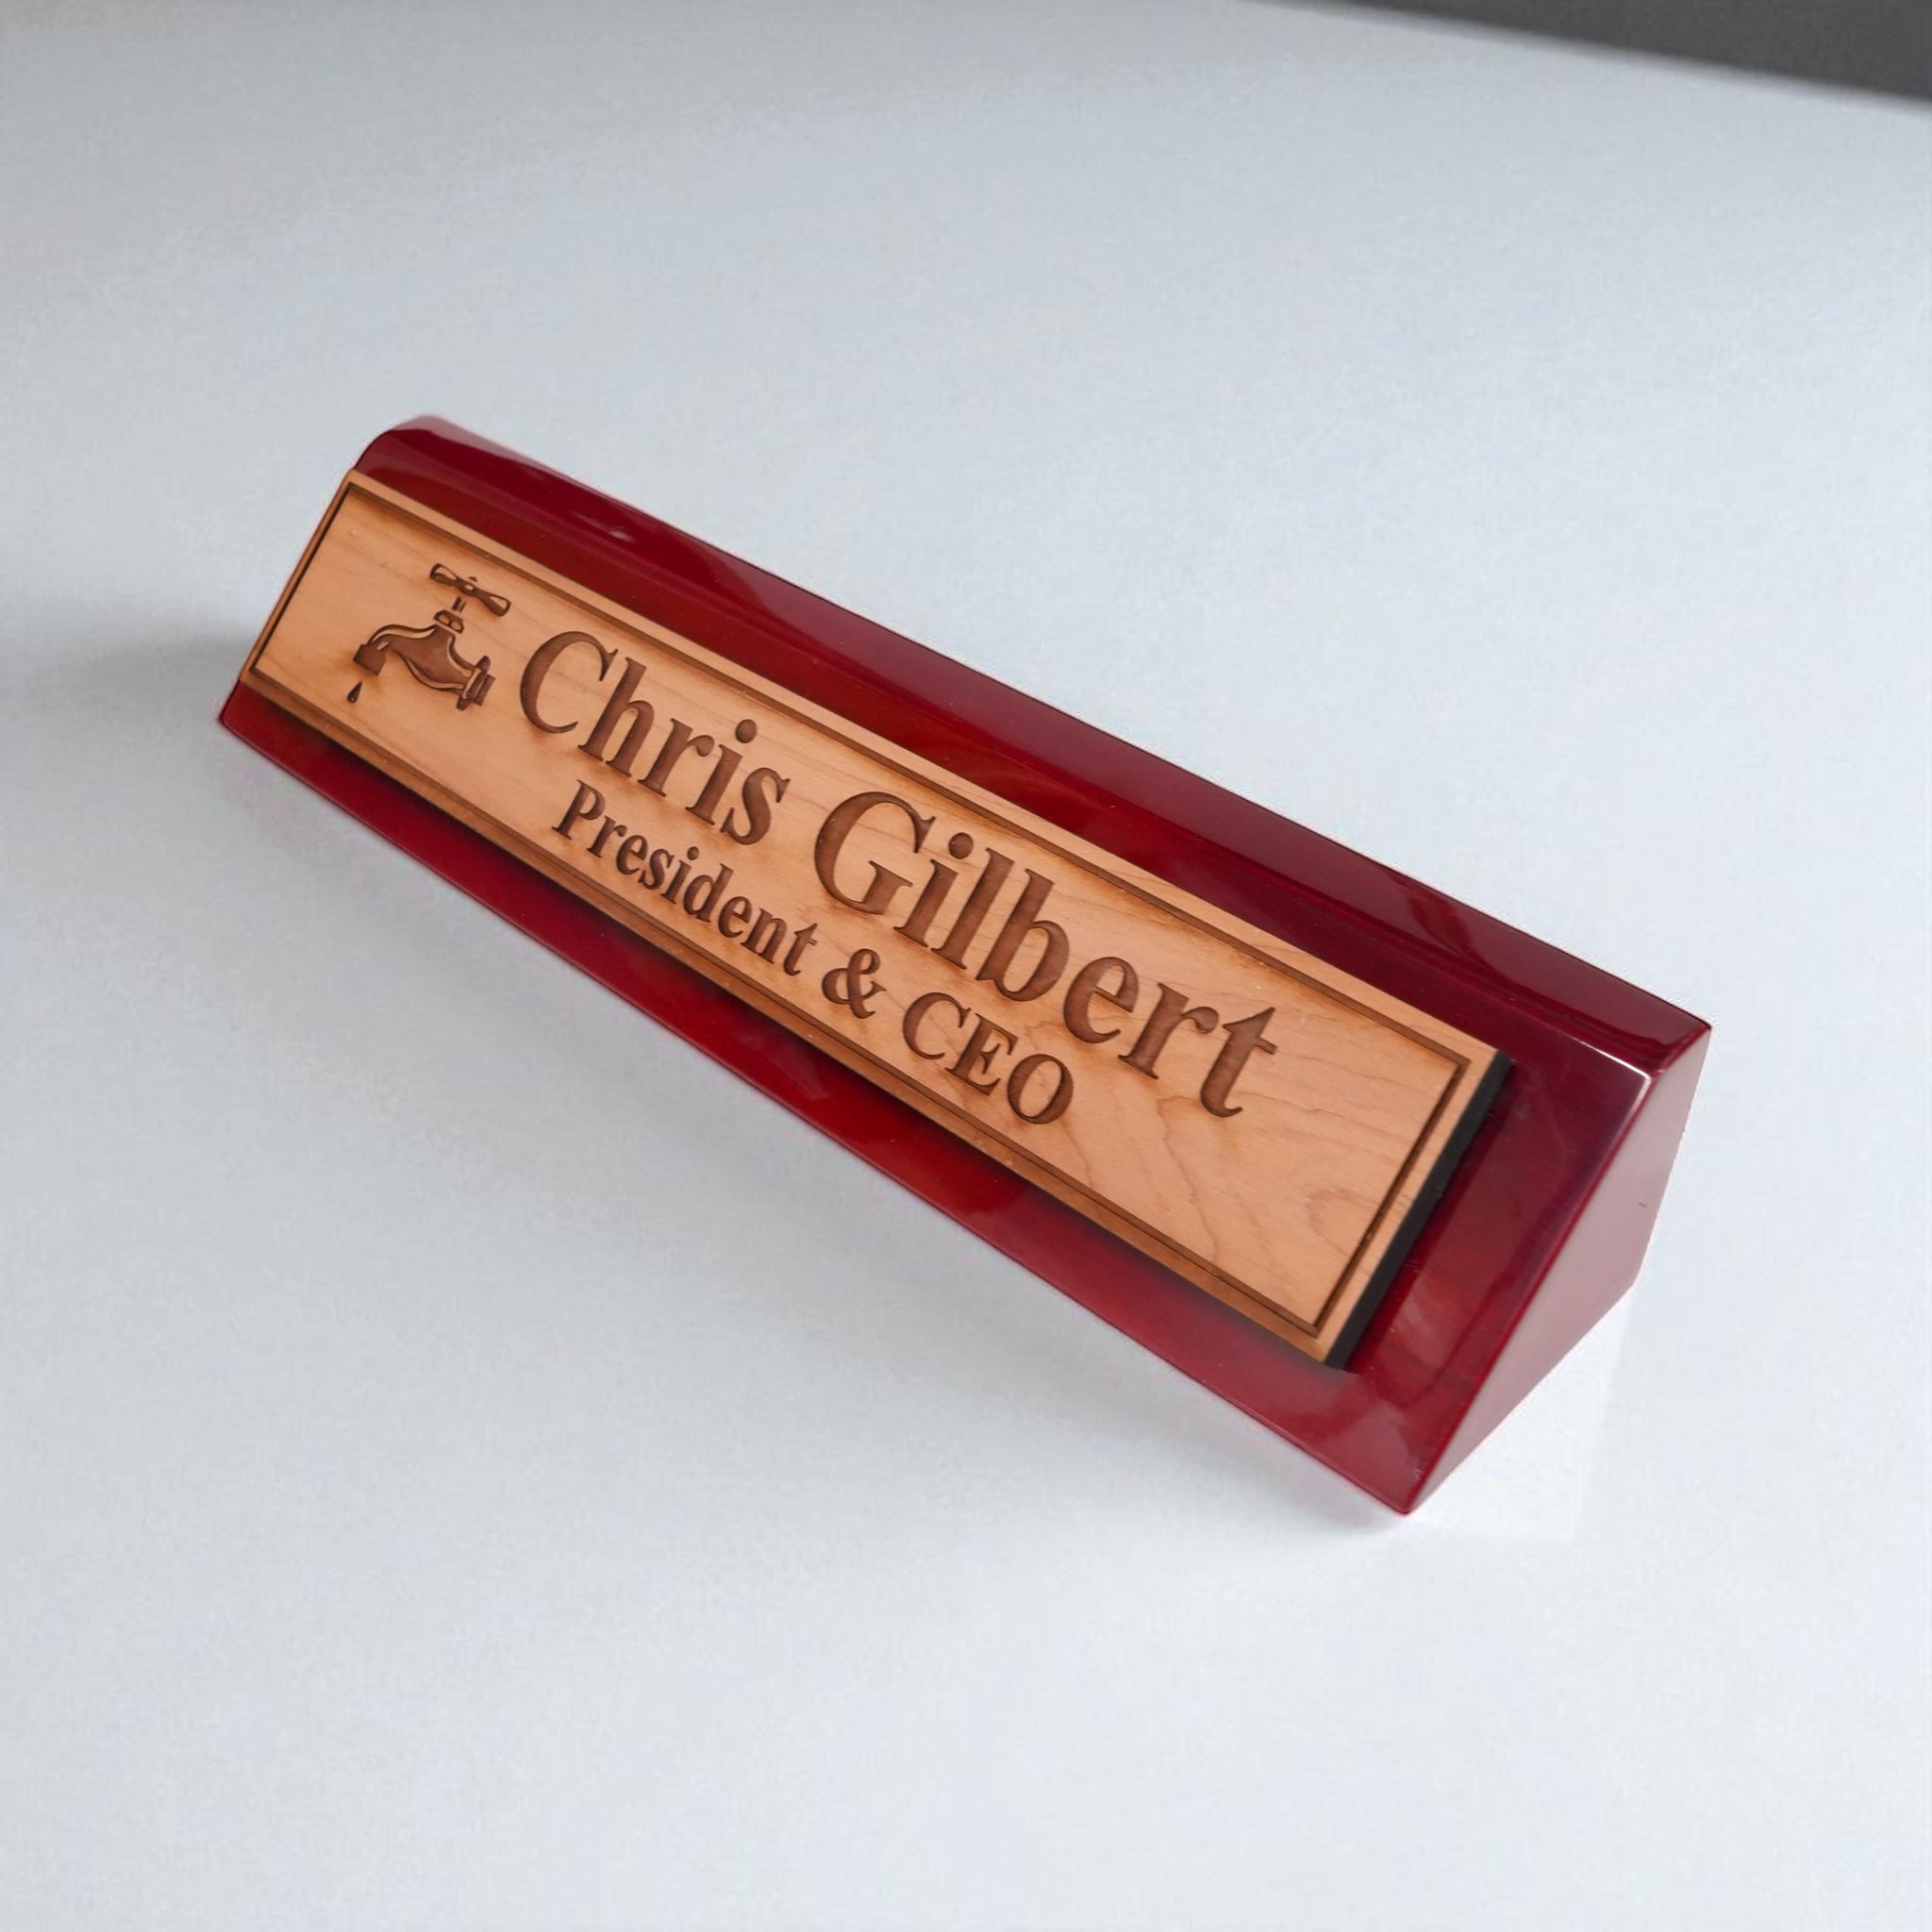 Chris Gilbert
President & CEO